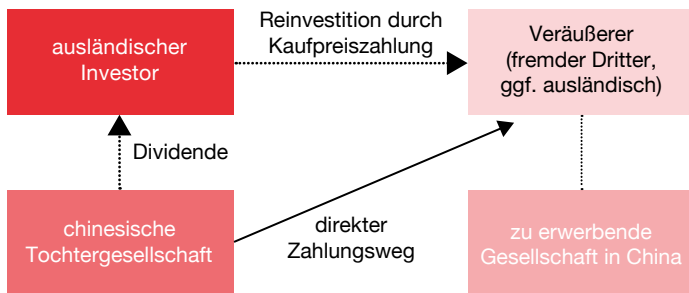 ausländischer
Investor
Reinvestition durch
Kaufpreiszahlung
Veräußerer
(fremder Dritter,
ggf. ausländisch)
Dividende
chinesische
Tochtergesellschaft
direkter
Zahlungsweg
zu erwerbende
Gesellschaft in China